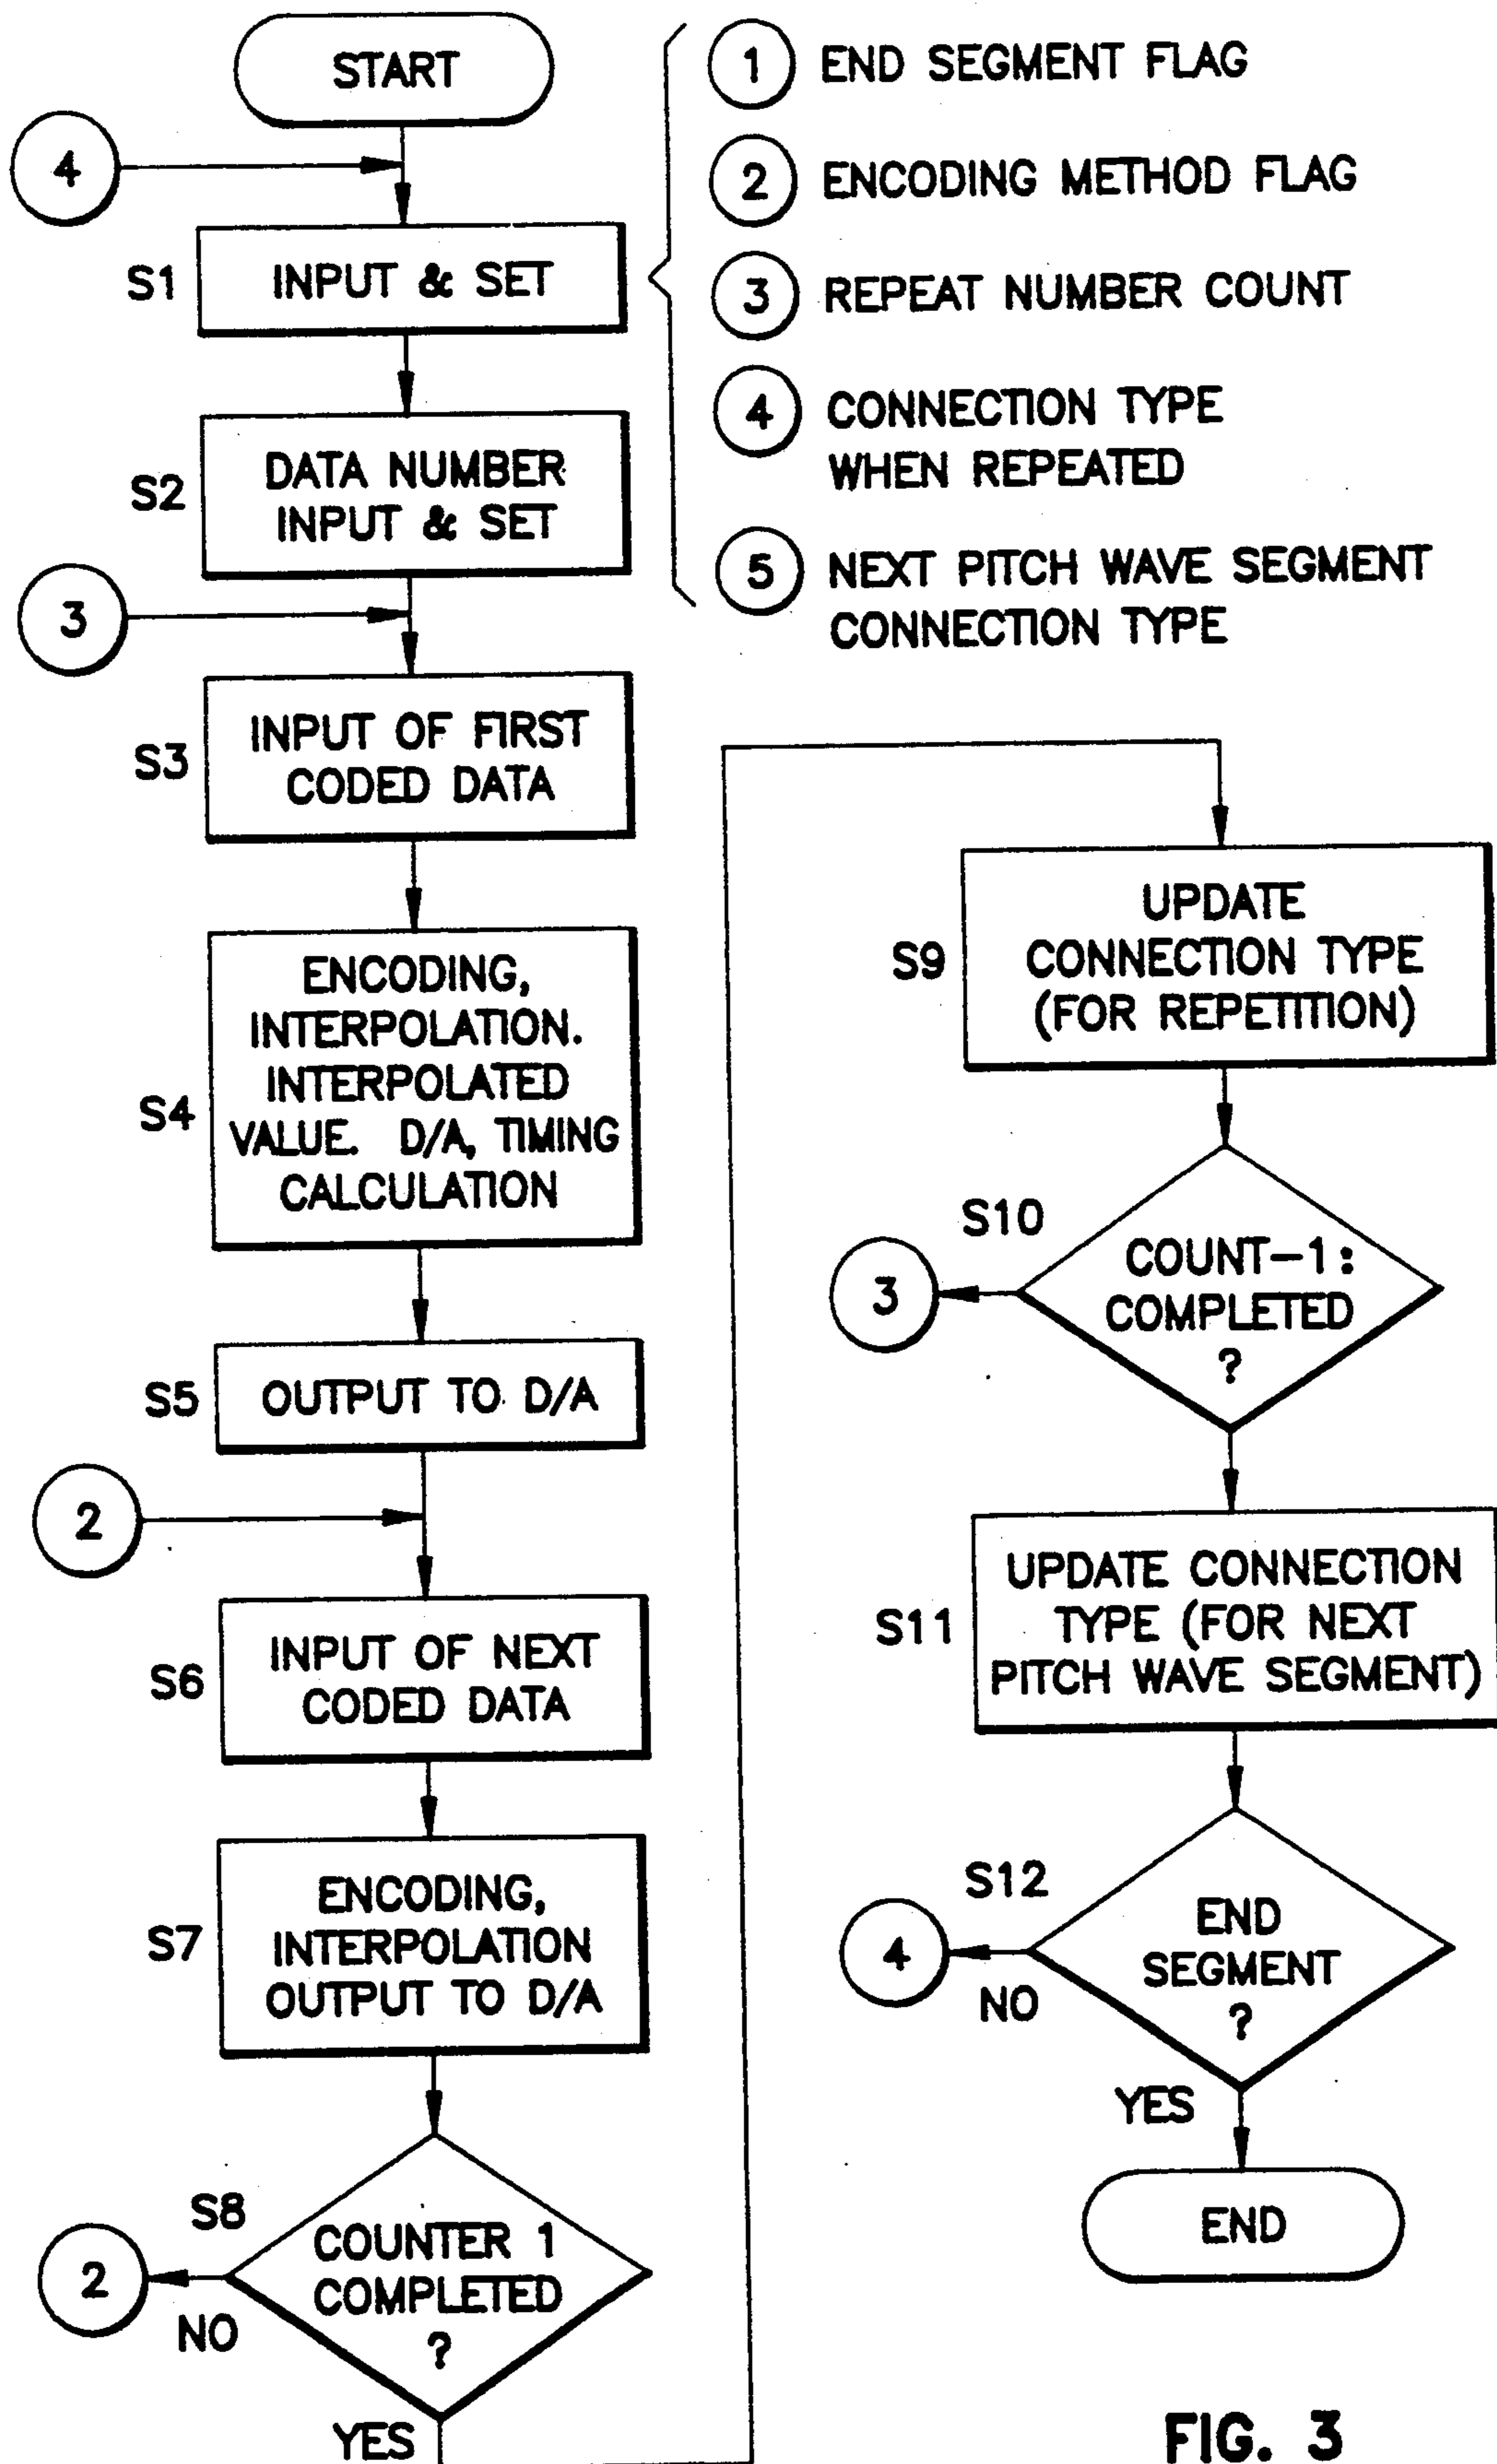 START
4
S1
INPUT & SET
1 END SEGMENT FLAG
2 ENCODING METHOD FLAG
3 REPEAT NUMBER COUNT
4 CONNECTION TYPE
WHEN REPEATED
5 NEXT PITCH WAVE SEGMENT
CONNECTION TYPE
S2
DATA NUMBER
INPUT & SET
3
S3
INPUT OF FIRST
CODED DATA
S4
ENCODING,
INTERPOLATION.
INTERPOLATED
VALUE. D/A, TIMING
CALCULATION
S5
OUTPUT TO D/A
2
S6
INPUT OF NEXT
CODED DATA
S7
ENCODING,
INTERPOLATION
OUTPUT TO D/A
S8
COUNTER 1
COMPLETED
?
2
NO
YES
S9
UPDATE
CONNECTION TYPE
(FOR REPETITION)
S10
COUNT-1:
COMPLETED
?
3
S11
UPDATE CONNECTION
TYPE (FOR NEXT
PITCH WAVE SEGMENT)
S12
END
SEGMENT
?
4
NO
YES
END
FIG. 3